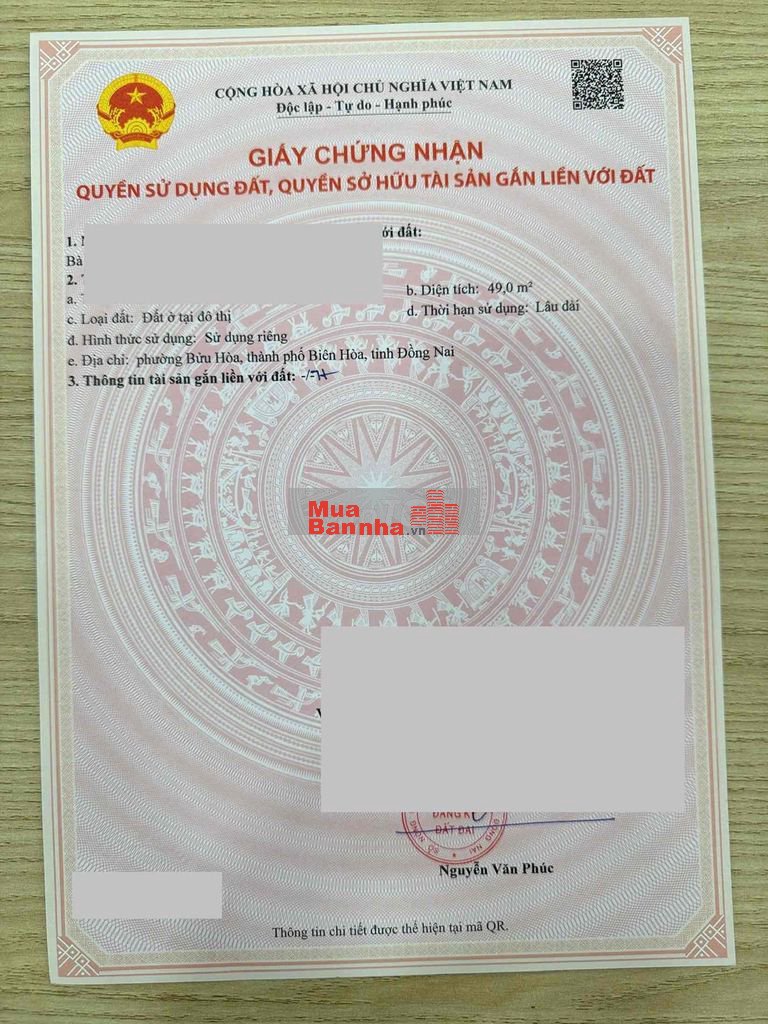 CỘNG HÒA XÃ HỘI CHỦ NGHĨA VIỆT NAM
Độc lập - Tự do - Hạnh phúc
GIẤY CHỨNG NHẬN
QUYỀN SỬ DỤNG ĐẤT, QUYỀN SỞ HỮU TÀI SẢN GẮN LIỀN VỚI ĐẤT
1. ới đất:
Bà
2.
a. b. Diện tích: 49,0 m²
c. Loại đất: Đất ở tại đô thị d. Thời hạn sử dụng: Lâu dài
đ. Hình thức sử dụng: Sử dụng riêng
e. Địa chỉ: phường Bửu Hòa, thành phố Biên Hòa, tỉnh Đồng Nai
3. Thông tin tài sản gắn liền với đất: -/-
Mua
Bannha.vn
ĐĂNG K
ĐẤT ĐAI
ĐỒNG NAI
Nguyễn Văn Phúc
Thông tin chi tiết được thể hiện tại mã QR.